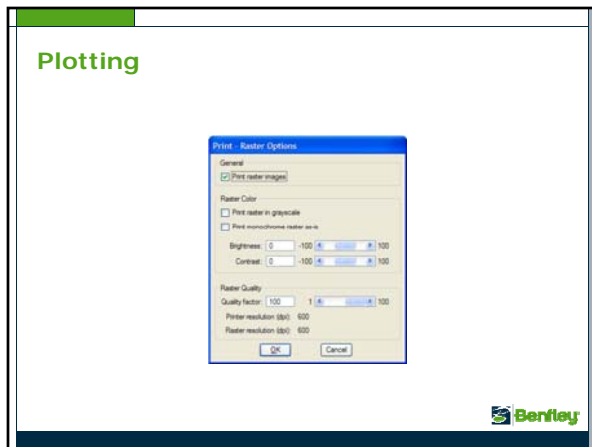 Plotting
Print - Raster Options
General
Print raster images
Raster Color
Print raster in grayscale
Print monochrome raster as-is
Brightness: 0 -100 100
Contrast: 0 -100 100
Raster Quality
Quality factor: 100 1 100
Printer resolution (dpi): 600
Raster resolution (dpi): 600
OK Cancel
Bentley